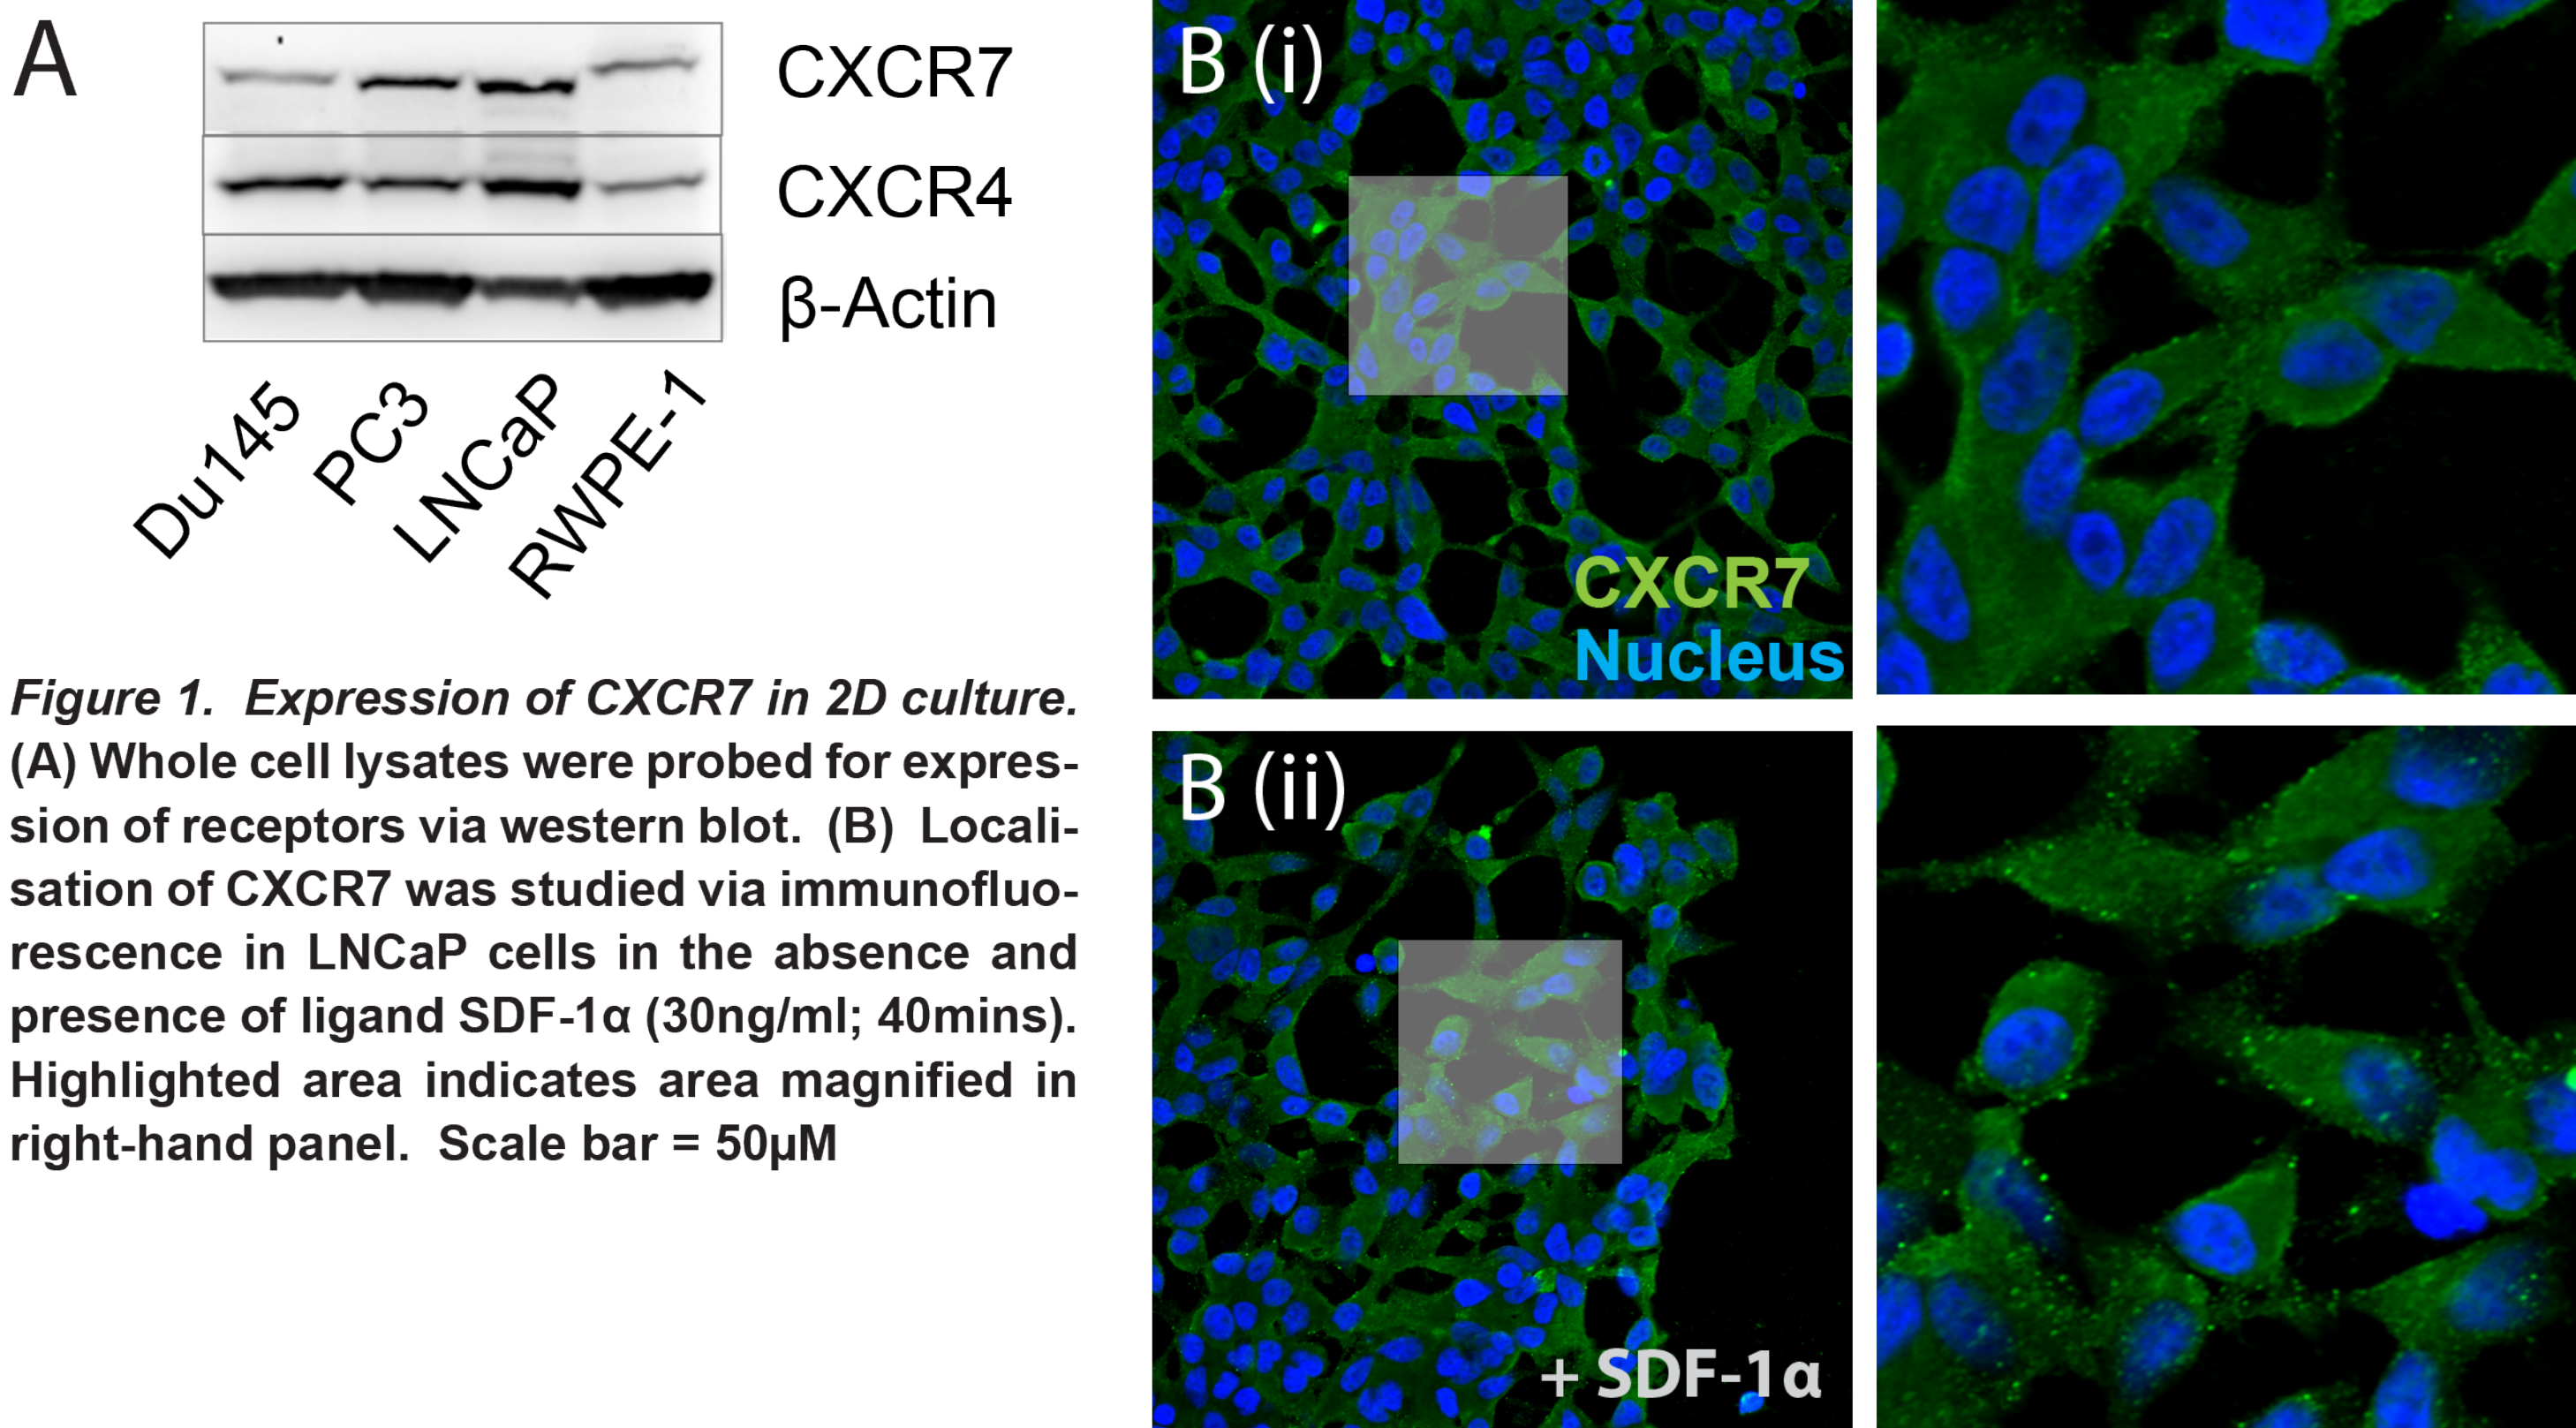 A
CXCR7
CXCR4
β-Actin
Du145
PC3
LNCaP
RWPE-1
Figure 1. Expression of CXCR7 in 2D culture.
(A) Whole cell lysates were probed for expres-
sion of receptors via western blot. (B) Locali-
sation of CXCR7 was studied via immunofluo-
rescence in LNCaP cells in the absence and
presence of ligand SDF-1α (30ng/ml; 40mins).
Highlighted area indicates area magnified in
right-hand panel. Scale bar = 50µM
B (i)
CXCR7
Nucleus
B (ii)
+ SDF-1α